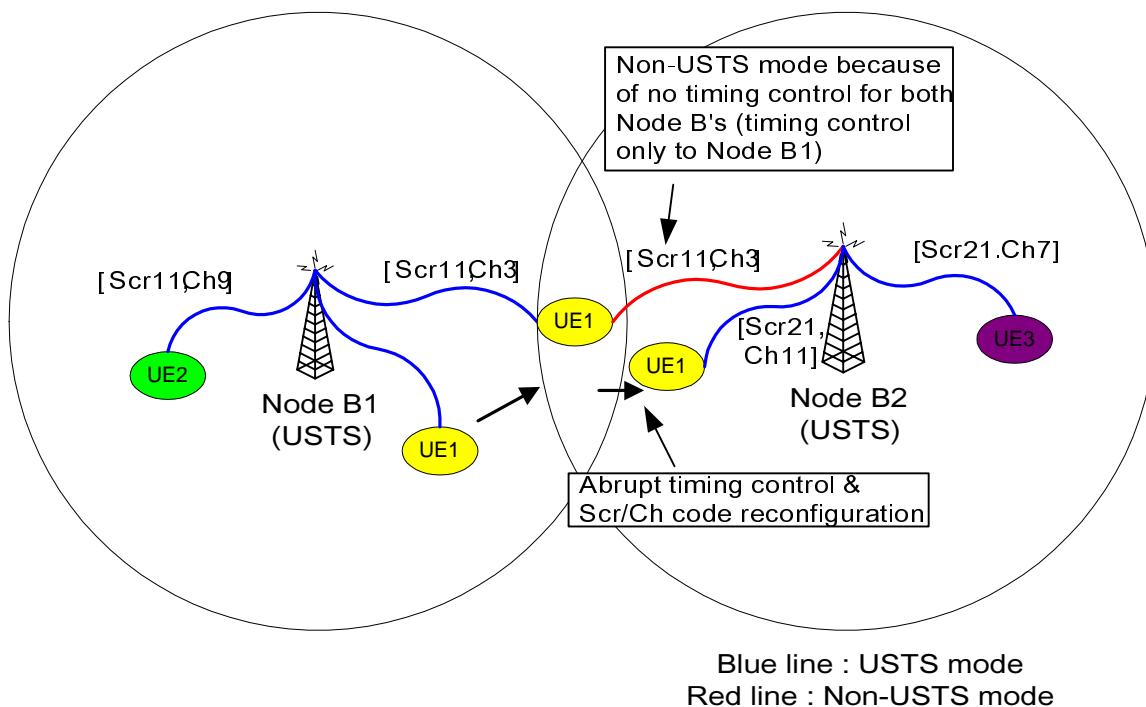 Non-USTS mode because
of no timing control for both
Node B's (timing control
only to Node B1)
[Scr11,Ch9]
[Scr11,Ch3]
[Scr11,Ch3]
[Scr21.Ch7]
UE1
[Scr21,
Ch11]
UE2
UE1
UE3
Node B1
(USTS)
Node B2
(USTS)
UE1
Abrupt timing control &
Scr/Ch code reconfiguration
Blue line : USTS mode
Red line : Non-USTS mode